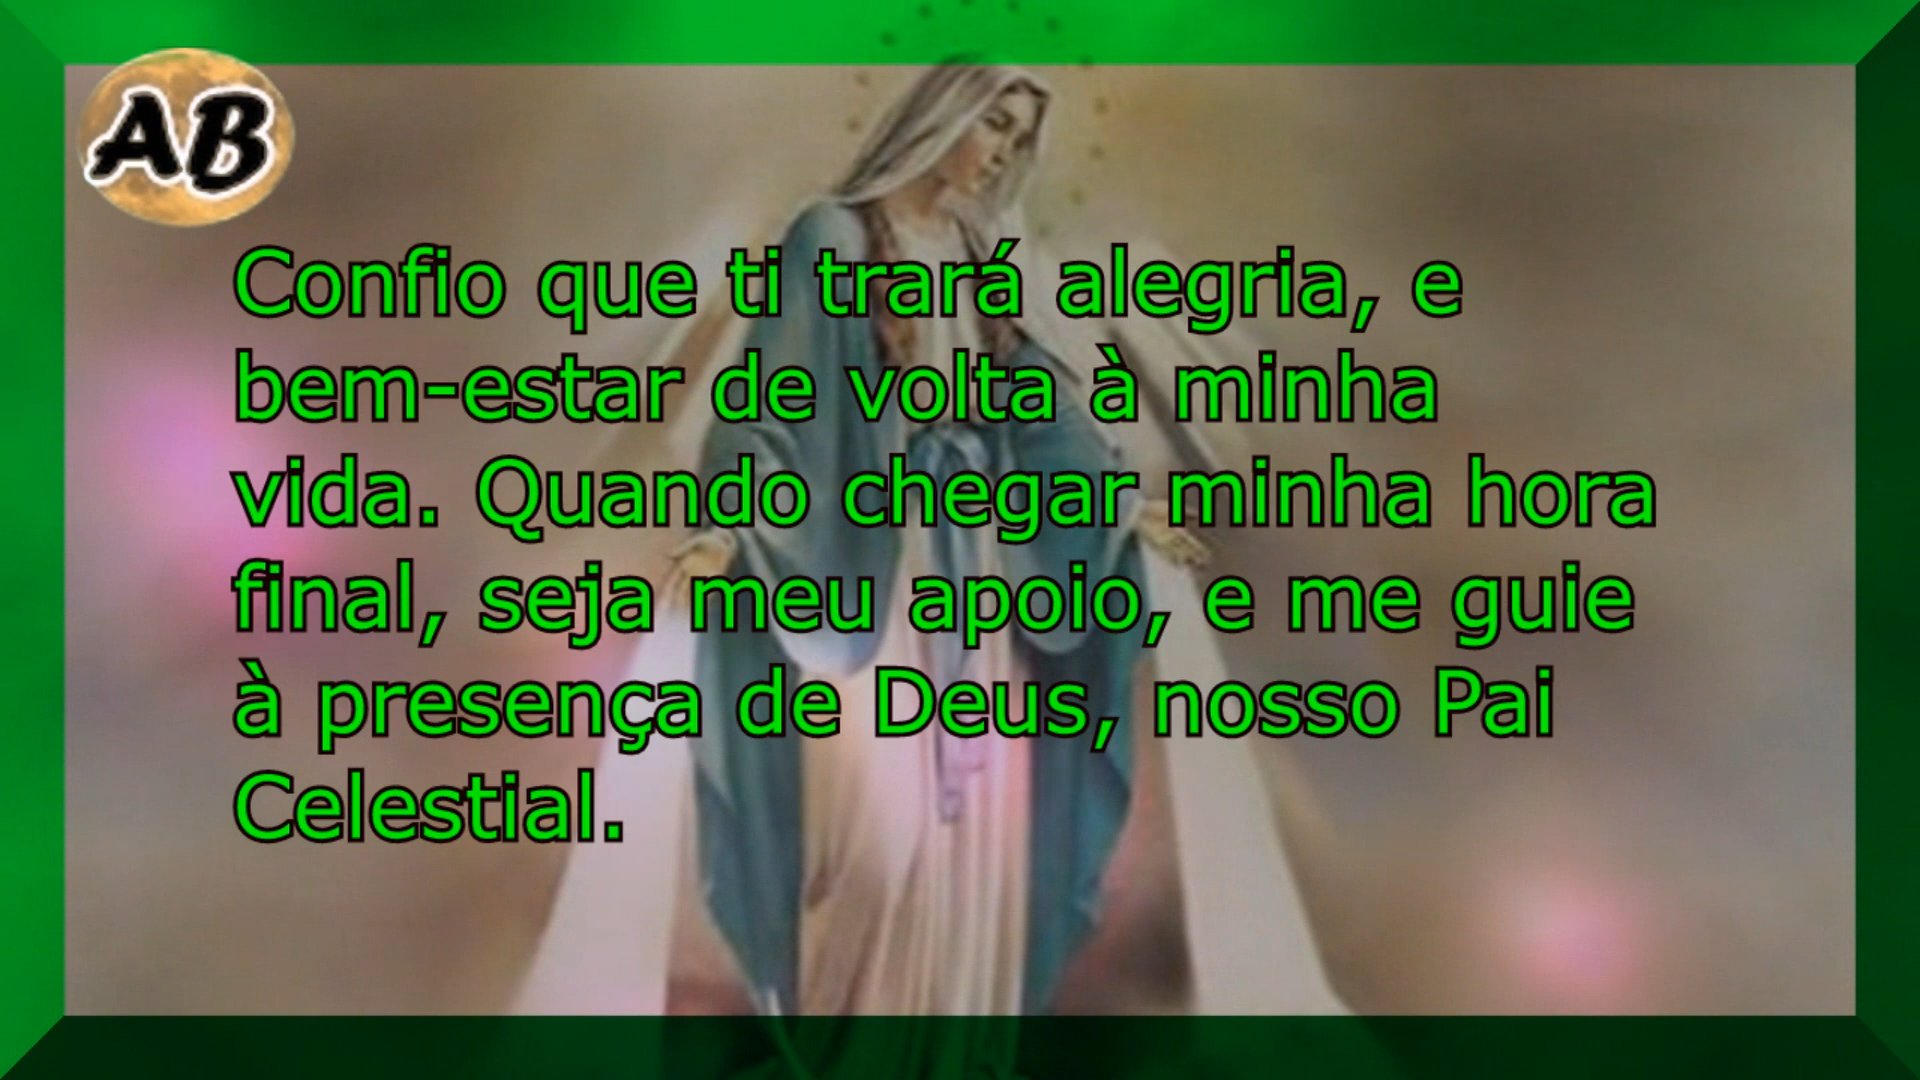 AB
Confio que ti trará alegria, e
bem-estar de volta à minha
vida. Quando chegar minha hora
final, seja meu apoio, e me guie
à presença de Deus, nosso Pai
Celestial.